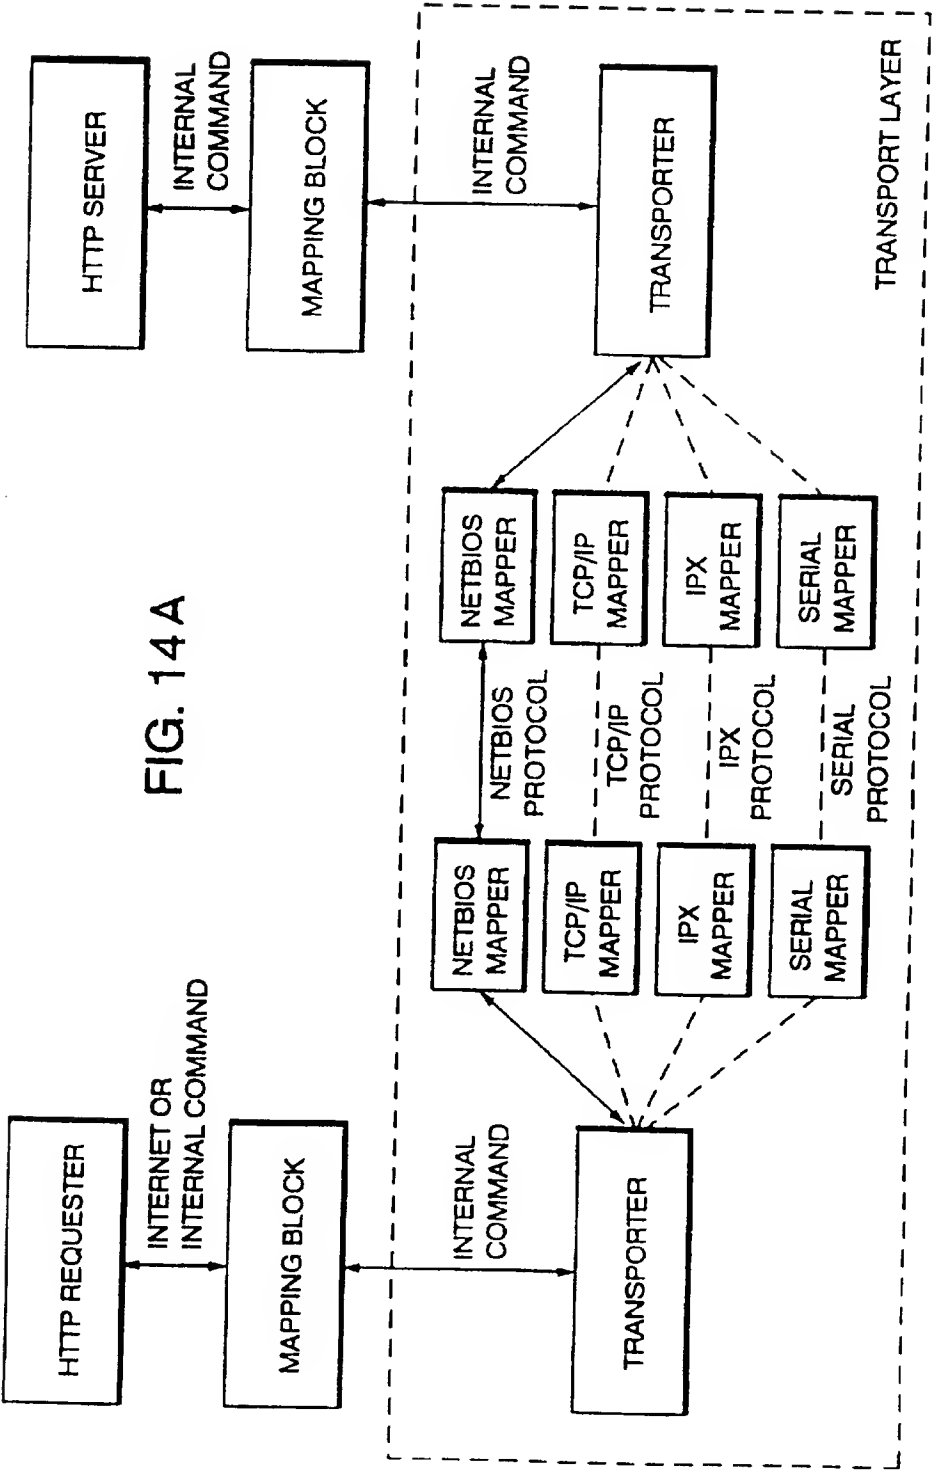 FIG. 14A
HTTP REQUESTER
INTERNET OR
INTERNAL COMMAND
MAPPING BLOCK
INTERNAL
COMMAND
TRANSPORTER
NETBIOS
MAPPER
TCP/IP
MAPPER
IPX
MAPPER
SERIAL
MAPPER
NETBIOS
PROTOCOL
TCP/IP
PROTOCOL
IPX
PROTOCOL
SERIAL
PROTOCOL
NETBIOS
MAPPER
TCP/IP
MAPPER
IPX
MAPPER
SERIAL
MAPPER
HTTP SERVER
INTERNAL
COMMAND
MAPPING BLOCK
INTERNAL
COMMAND
TRANSPORTER
TRANSPORT LAYER